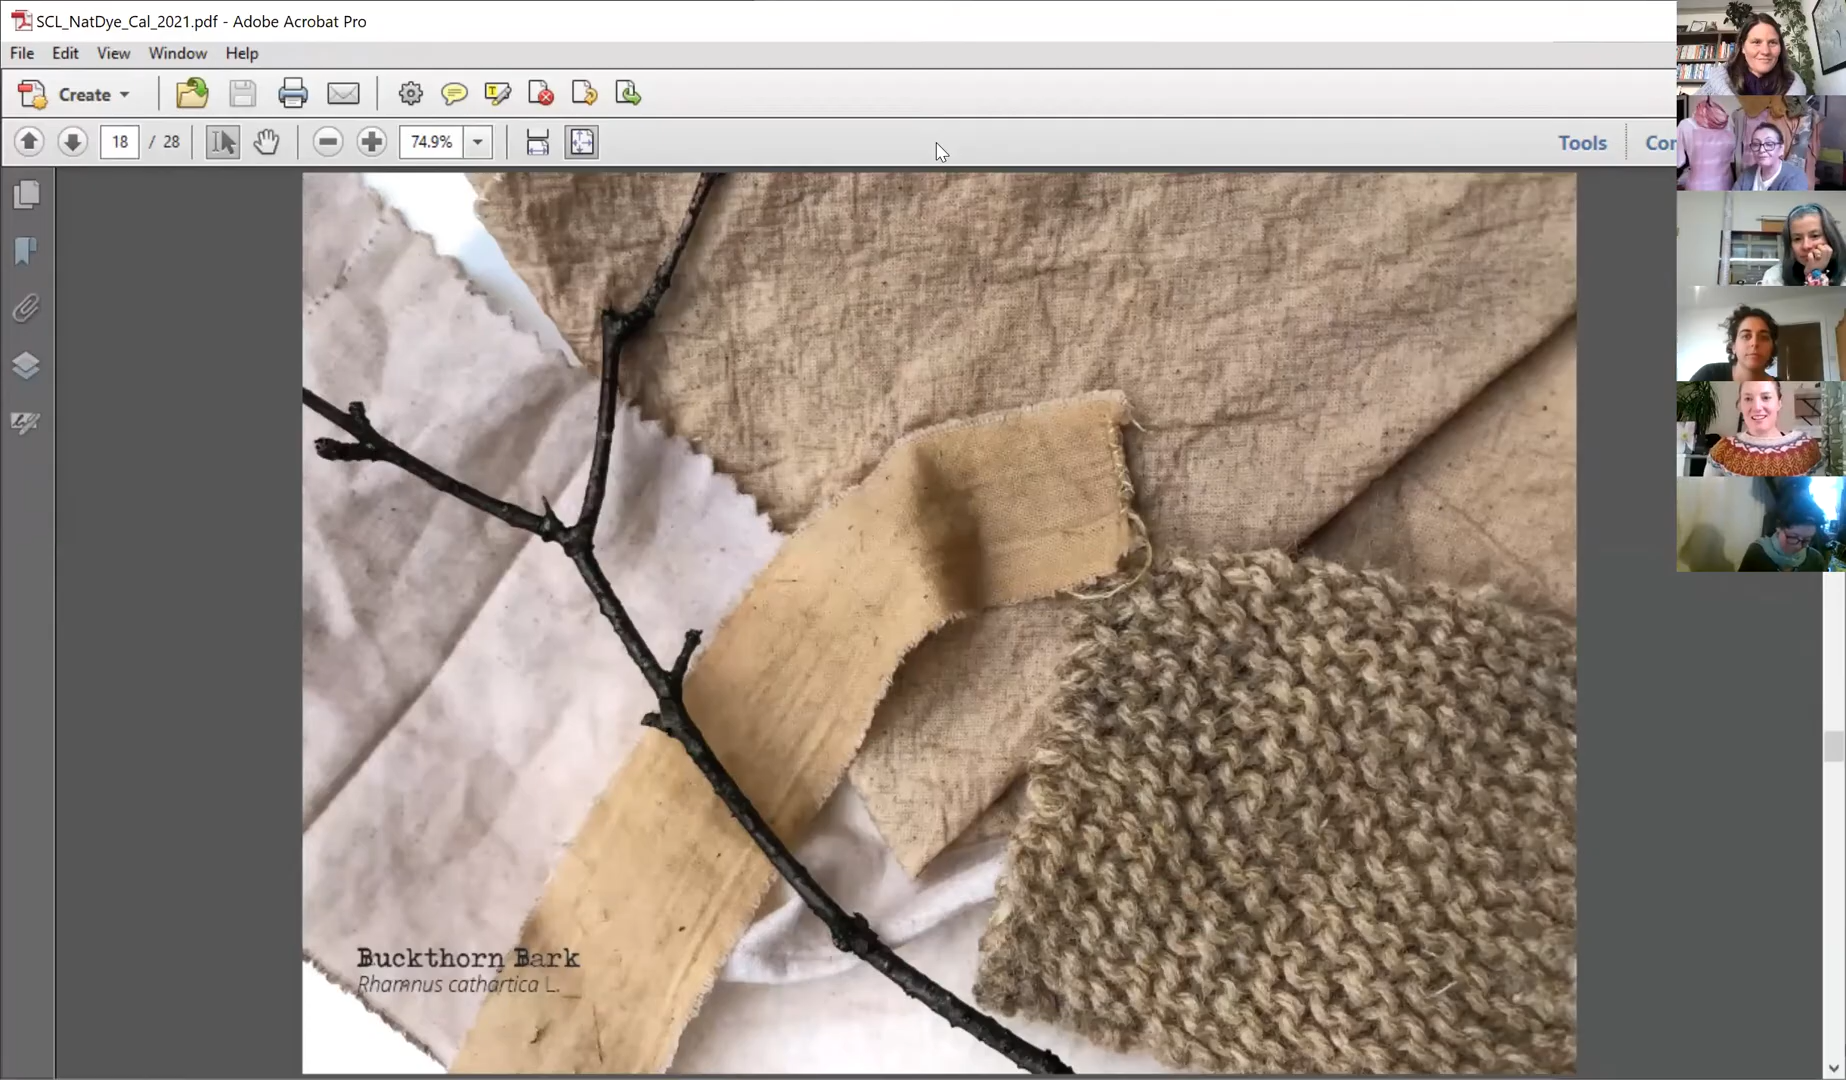 SCL_NatDye_Cal_2021.pdf - Adobe Acrobat Pro
File Edit View Window Help
Create
18 / 28 74.9% Tools
Buckthorn Bark
Rhamnus cathartica L.